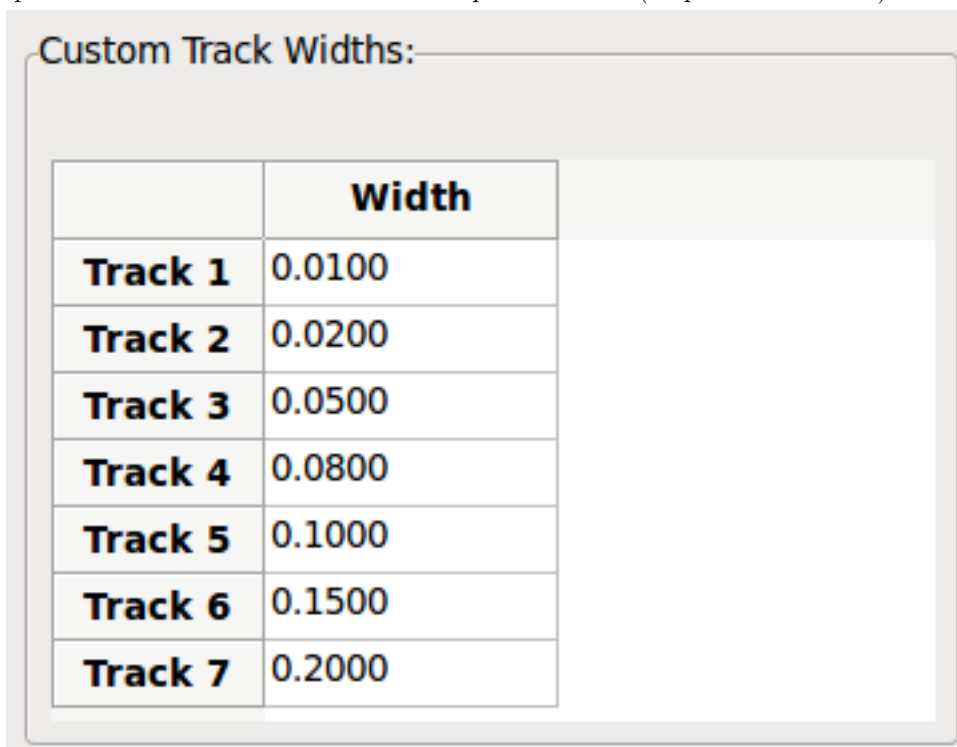 Custom Track Widths:
Width
Track 1 0.0100
Track 2 0.0200
Track 3 0.0500
Track 4 0.0800
Track 5 0.1000
Track 6 0.1500
Track 7 0.2000